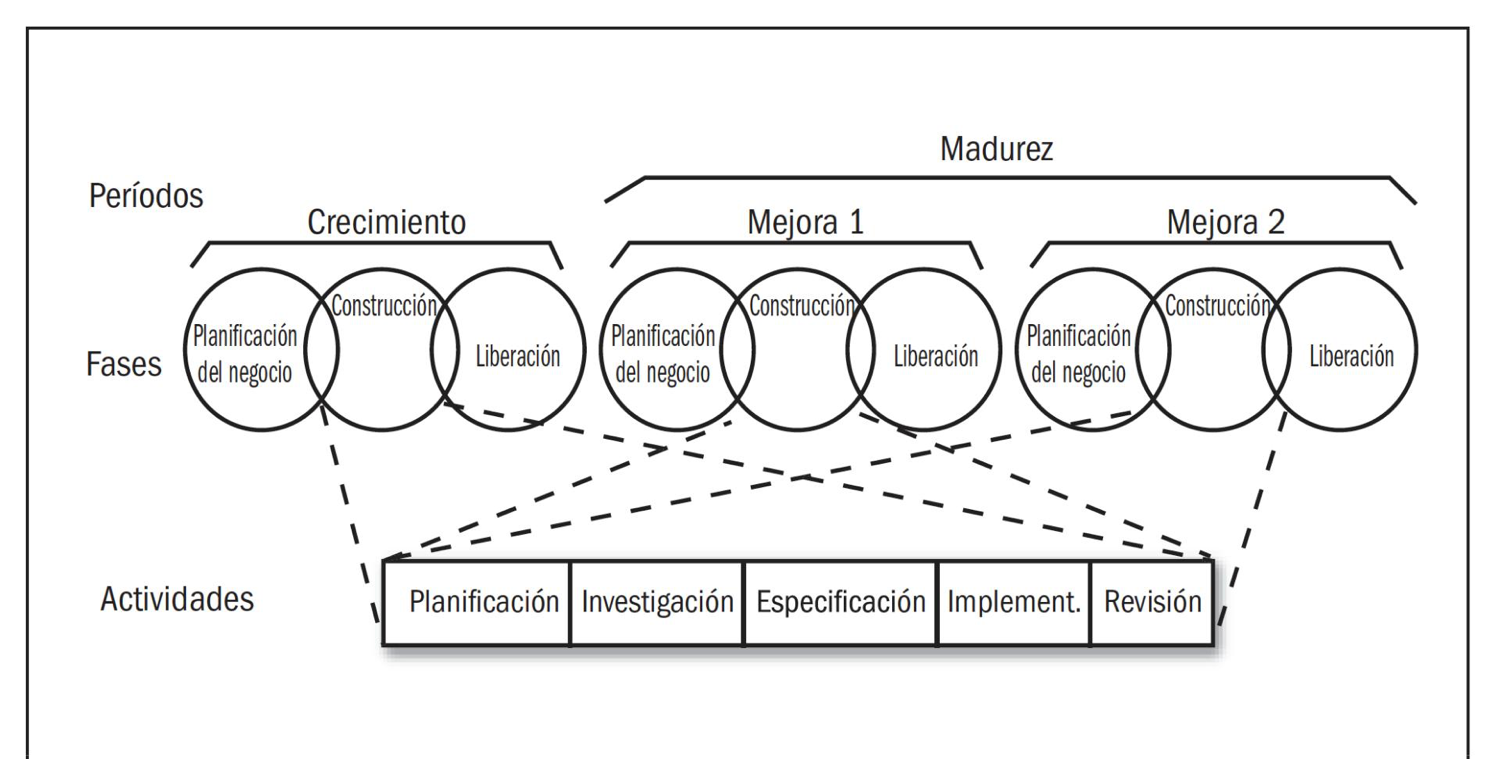 Madurez
Períodos
Crecimiento
Mejora 1
Mejora 2
Fases
Planificación
del negocio
Construcción
Liberación
Planificación
del negocio
Construcción
Liberación
Planificación
del negocio
Construcción
Liberación
Actividades
Planificación
Investigación
Especificación
Implement.
Revisión